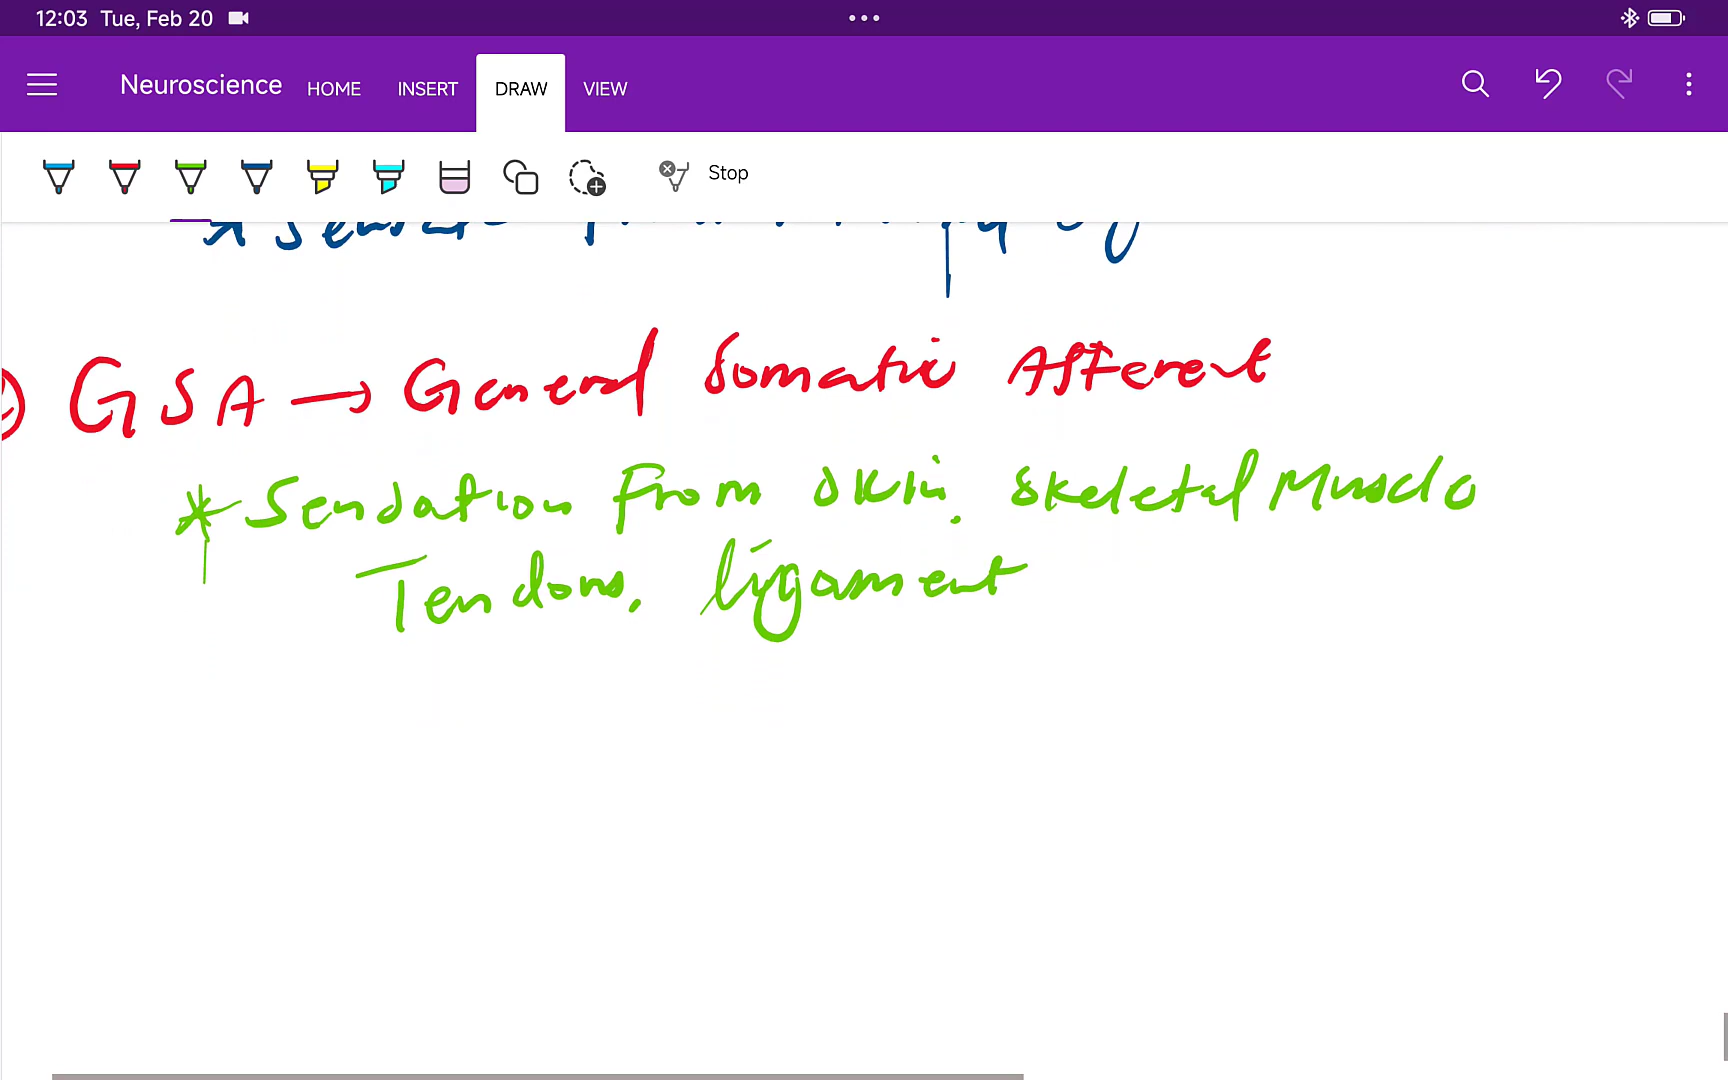 12:03 Tue, Feb 20
Neuroscience HOME INSERT DRAW VIEW
Stop
GSA → General Somatic Afferent
* Sensation From Skin, Skeletal Muscle
Tendons, ligament